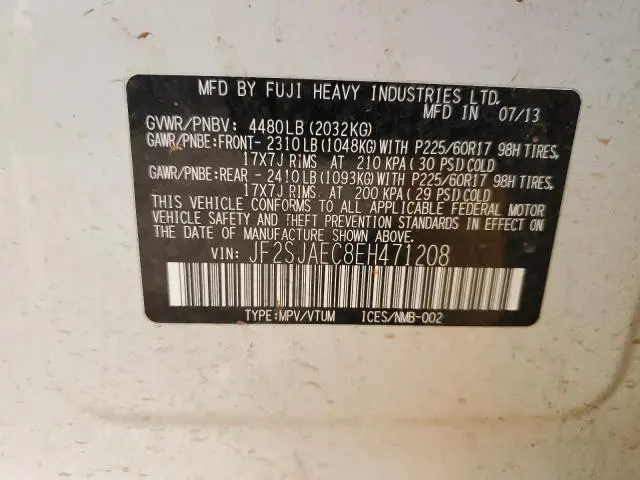 MFD BY FUJI HEAVY INDUSTRIES LTD.
MFD IN 07/13
GVWR/PNBV: 4480LB(2032KG)
GAWR/PNBE:FRONT- 2310LB(1048KG)WITH P225/60R17 98H TIRES,
17X7J RIMS AT 210 KPA(30 PSI)COLD
GAWR/PNBE:REAR - 2410LB(1093KG)WITH P225/60R17 98H TIRES,
17X7J RIMS AT 200 KPA(29 PSI)COLD
THIS VEHICLE CONFORMS TO ALL APPLICABLE FEDERAL MOTOR
VEHICLE SAFETY AND THEFT PREVENTION STANDARDS IN EFFECT ON
THE DATE OF MANUFACTURE SHOWN ABOVE.
VIN: JF2SJAEC8EH471208
TYPE:MPV/VTUM ICES/NMB-002